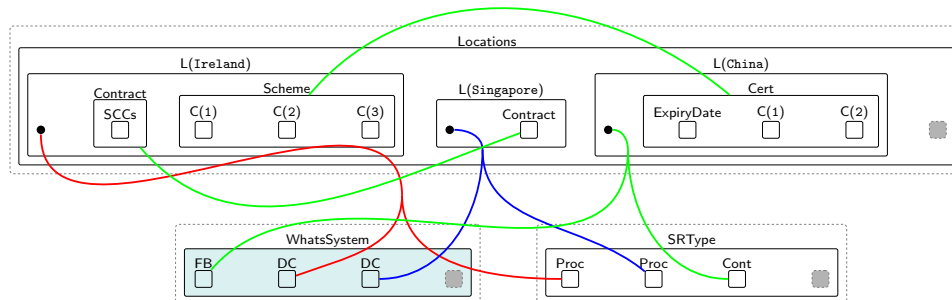 Locations
L(Ireland)
L(Singapore)
L(China)
Contract
SCCs
Scheme
C(1) C(2) C(3)
Contract
Cert
ExpiryDate C(1) C(2)
WhatsSystem
FB DC DC
SRType
Proc Proc Cont